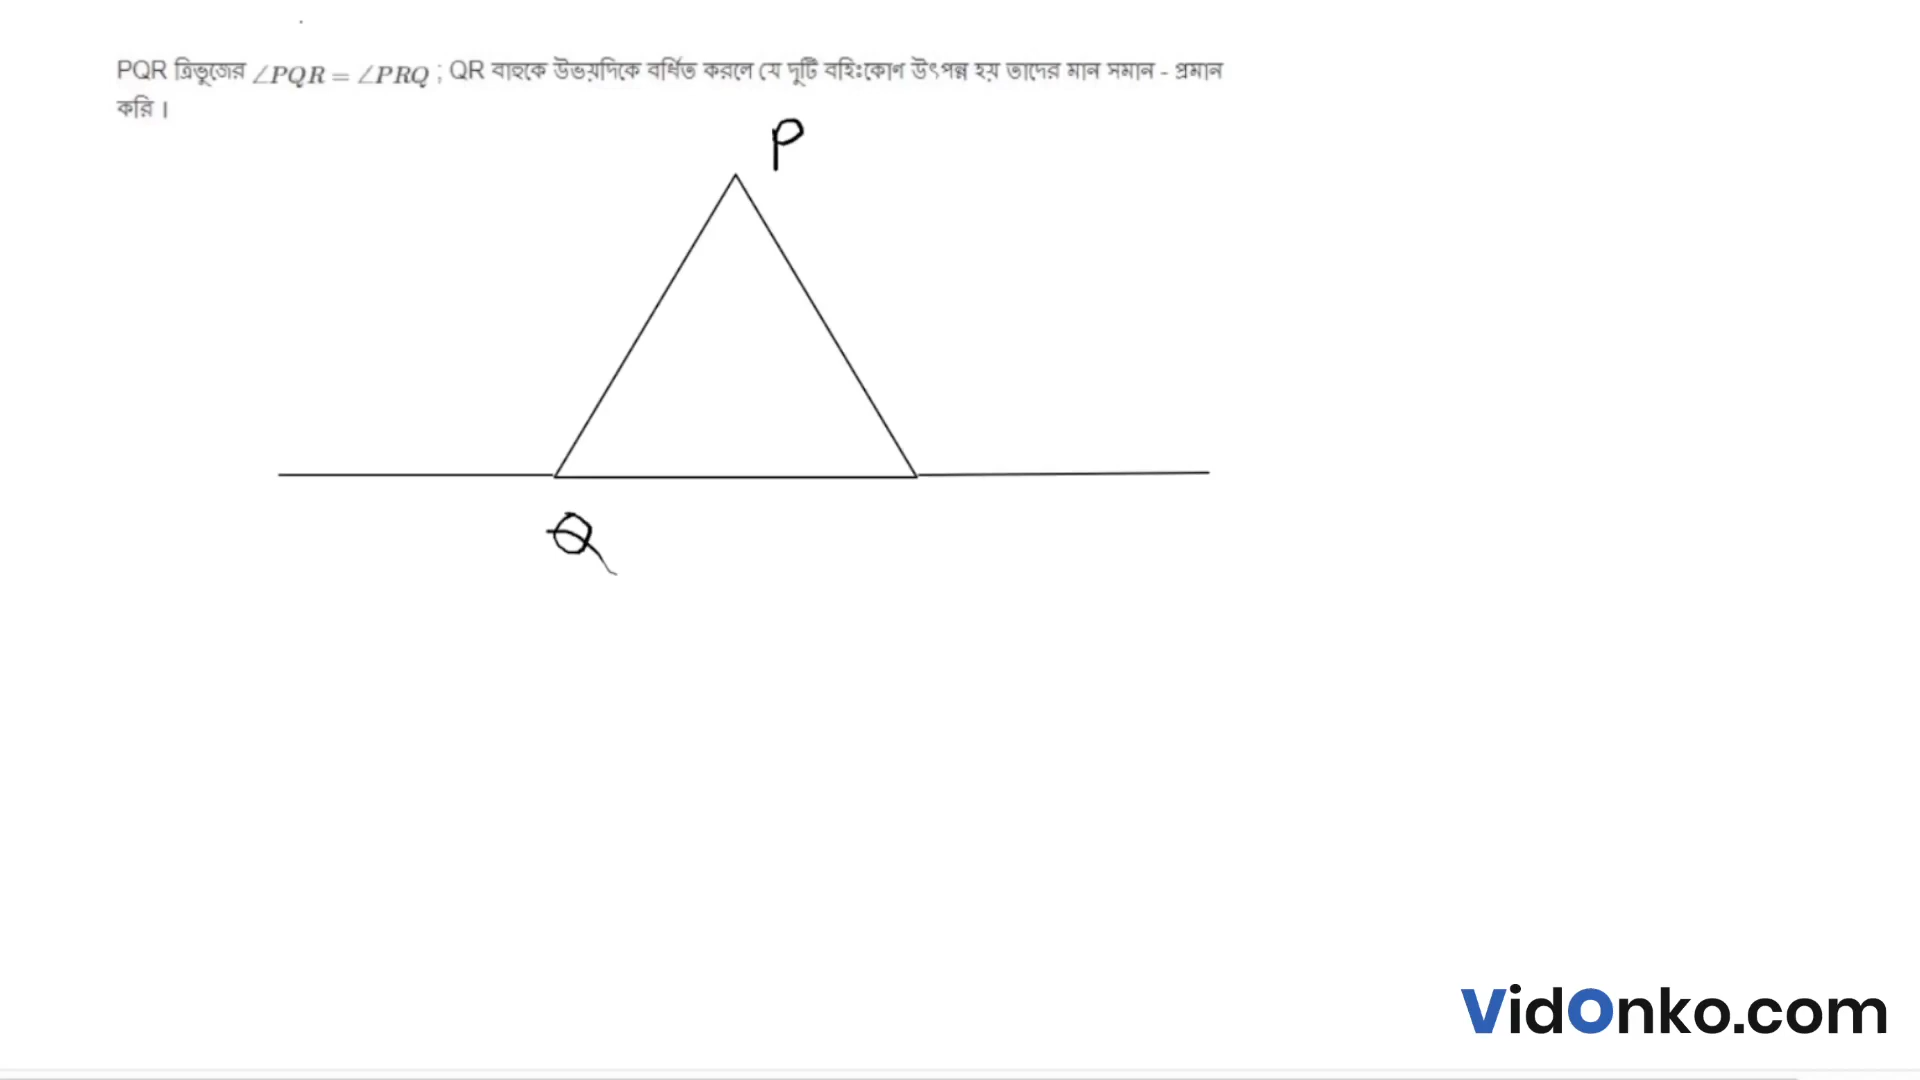 PQR ত্রিভূজের ∠PQR = ∠PRQ ; QR বাহুকে উভয়দিকে বর্ধিত করলে যে দুটি বহিঃকোণ উৎপন্ন হয় তাদের মান সমান - প্রমান
করি ।
P
Q
VidOnko.com